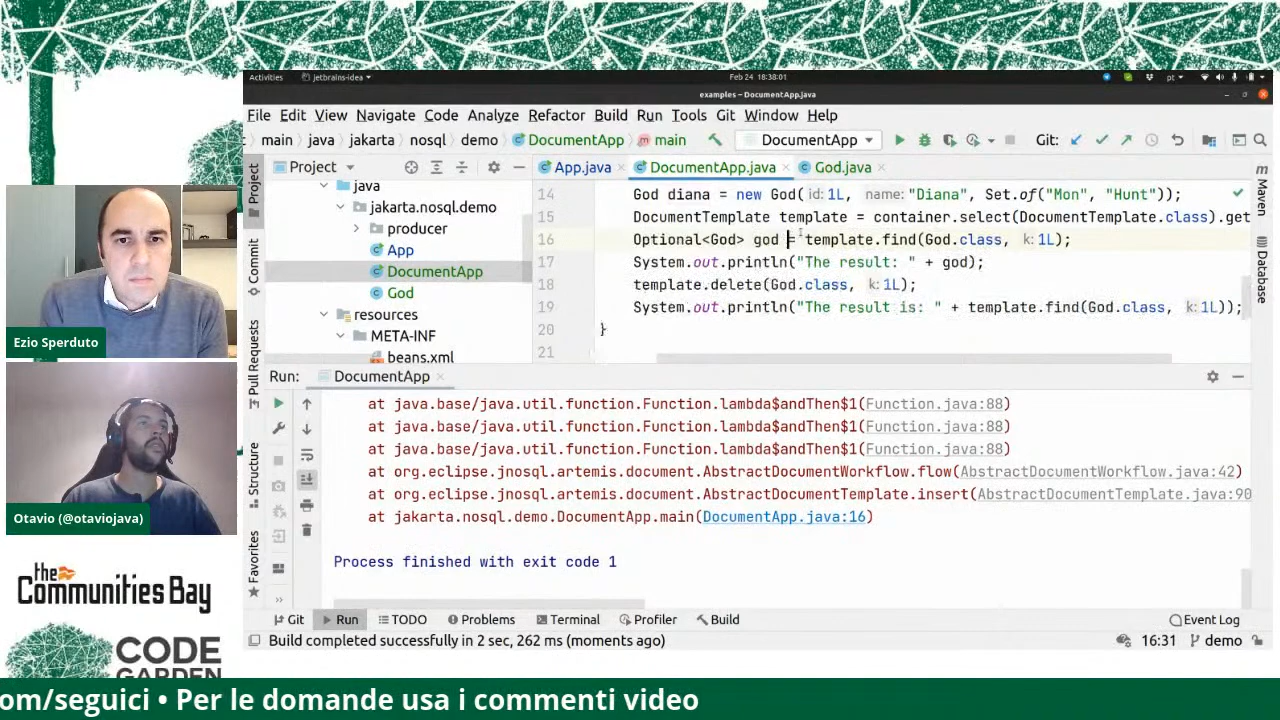 Activities
jetbrains-idea
Feb 24 18:38:01
pt
examples – DocumentApp.java
File Edit View Navigate Code Analyze Refactor Build Run Tools Git Window Help
main java jakarta nosql demo DocumentApp main
DocumentApp
Git:
Project
App.java
DocumentApp.java
God.java
java
jakarta.nosql.demo
producer
App
DocumentApp
God
resources
META-INF
beans.xml
14 God diana = new God( id: 1L, name: "Diana", Set.of("Mon", "Hunt"));
15 DocumentTemplate template = container.select(DocumentTemplate.class).get
16 Optional<God> god = template.find(God.class, k: 1L);
17 System.out.println("The result: " + god);
18 template.delete(God.class, k: 1L);
19 System.out.println("The result is: " + template.find(God.class, k: 1L));
20 }
21
Project
Commit
Pull Requests
Structure
Favorites
Maven
Database
Run: DocumentApp
at java.base/java.util.function.Function.lambda$andThen$1(Function.java:88)
at java.base/java.util.function.Function.lambda$andThen$1(Function.java:88)
at java.base/java.util.function.Function.lambda$andThen$1(Function.java:88)
at org.eclipse.jnosql.artemis.document.AbstractDocumentWorkflow.flow(AbstractDocumentWorkflow.java:42)
at org.eclipse.jnosql.artemis.document.AbstractDocumentTemplate.insert(AbstractDocumentTemplate.java:90
at jakarta.nosql.demo.DocumentApp.main(DocumentApp.java:16)
Process finished with exit code 1
Git Run TODO Problems Terminal Profiler Build
Event Log
Build completed successfully in 2 sec, 262 ms (moments ago)
16:31 demo
Ezio Sperduto
Otavio (@otaviojava)
the
Communities Bay
CODE
GARDEN
om/seguici • Per le domande usa i commenti video